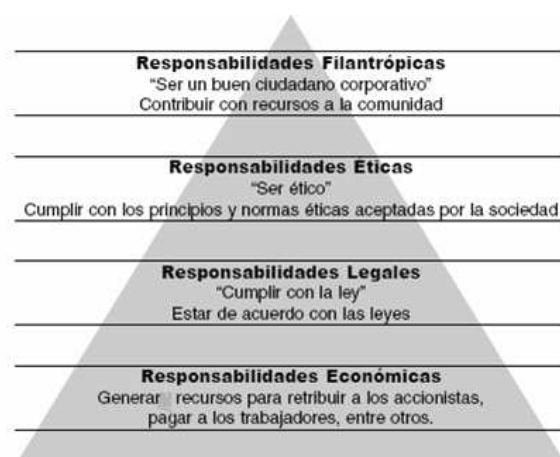 Responsabilidades Filantrópicas
“Ser un buen ciudadano corporativo”
Contribuir con recursos a la comunidad
Responsabilidades Éticas
“Ser ético”
Cumplir con los principios y normas éticas aceptadas por la sociedad
Responsabilidades Legales
“Cumplir con la ley”
Estar de acuerdo con las leyes
Responsabilidades Económicas
Generar recursos para retribuir a los accionistas,
pagar a los trabajadores, entre otros.